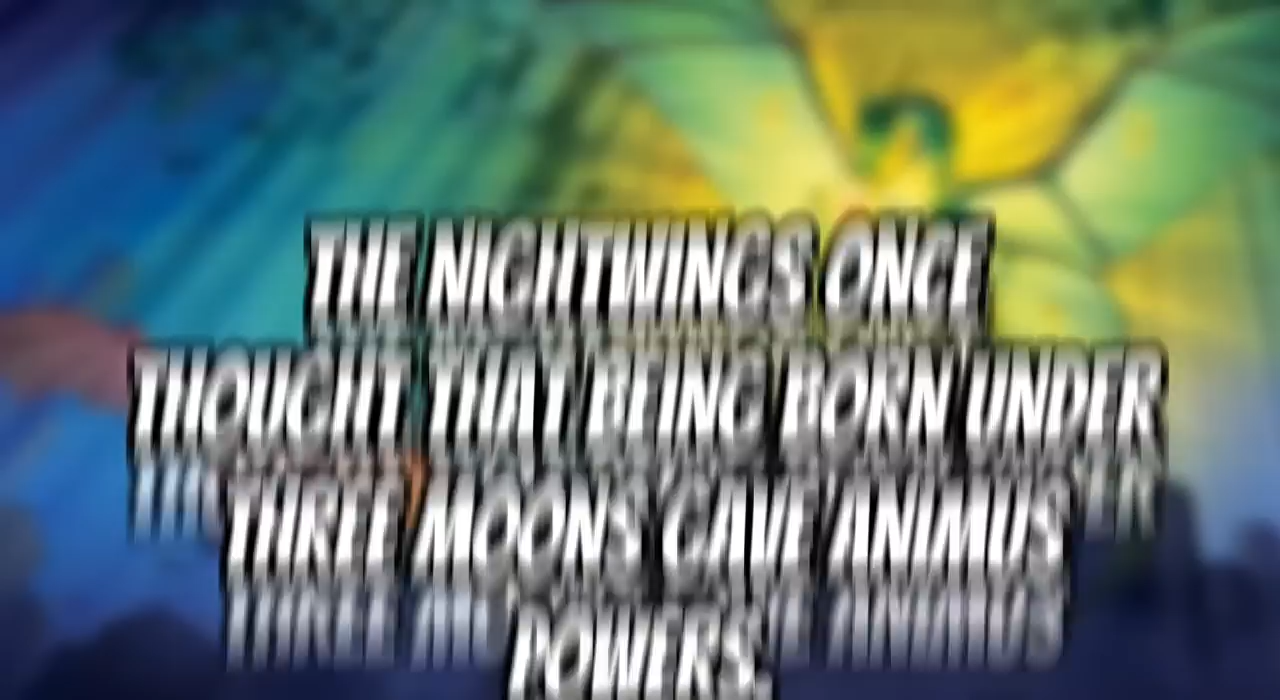 THE NIGHTWINGS ONCE
THOUGHT THAT BEING BORN UNDER
THREE MOONS GAVE ANIMUS
POWERS.